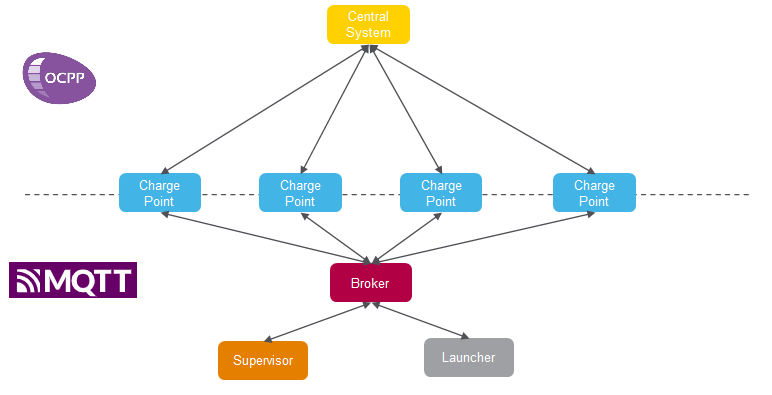 Central
System
OCPP
Charge
Point
Charge
Point
Charge
Point
Charge
Point
MQTT
Broker
Supervisor
Launcher